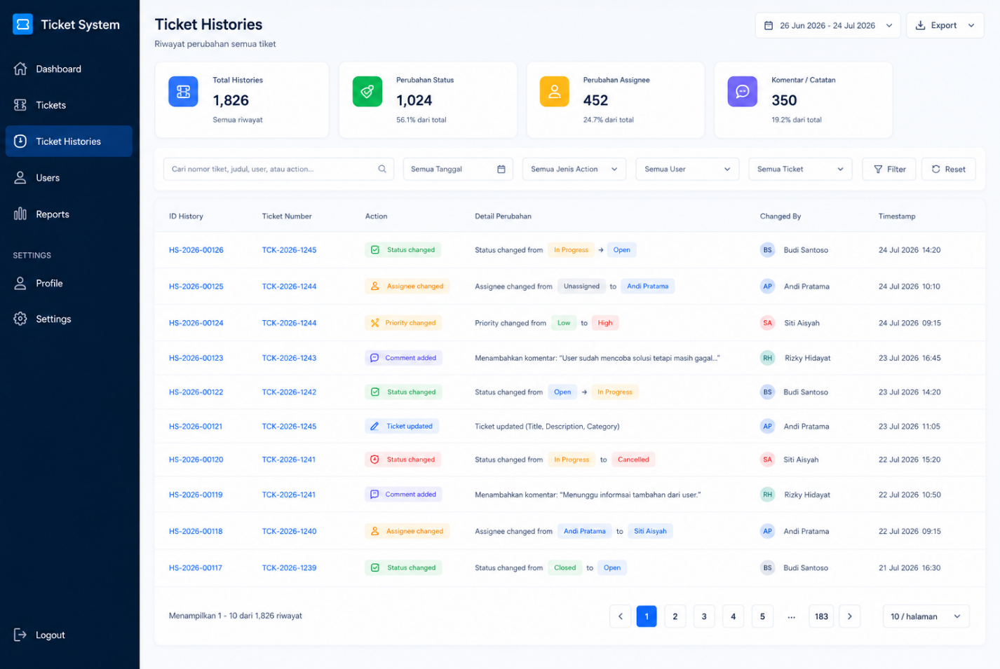 Ticket System
Dashboard
Tickets
Ticket Histories
Users
Reports
SETTINGS
Profile
Settings
Logout
Ticket Histories
Riwayat perubahan semua tiket
26 Jun 2026 - 24 Jul 2026
Export
Total Histories
1,826
Semua riwayat
Perubahan Status
1,024
56.1% dari total
Perubahan Assignee
452
24.7% dari total
Komentar / Catatan
350
19.2% dari total
Cari nomor tiket, judul, user, atau action...
Semua Tanggal
Semua Jenis Action
Semua User
Semua Ticket
Filter
Reset
ID History Ticket Number Action Detail Perubahan Changed By Timestamp
HS-2026-00126 TCK-2026-1245 Status changed Status changed from In Progress → Open BS Budi Santoso 24 Jul 2026 14:20
HS-2026-00125 TCK-2026-1244 Assignee changed Assignee changed from Unassigned to Andi Pratama AP Andi Pratama 24 Jul 2026 10:10
HS-2026-00124 TCK-2026-1244 Priority changed Priority changed from Low to High SA Siti Aisyah 24 Jul 2026 09:15
HS-2026-00123 TCK-2026-1243 Comment added Menambahkan komentar: “User sudah mencoba solusi tetapi masih gagal...” RH Rizky Hidayat 23 Jul 2026 16:45
HS-2026-00122 TCK-2026-1242 Status changed Status changed from Open → In Progress BS Budi Santoso 23 Jul 2026 14:20
HS-2026-00121 TCK-2026-1245 Ticket updated Ticket updated (Title, Description, Category) AP Andi Pratama 23 Jul 2026 11:05
HS-2026-00120 TCK-2026-1241 Status changed Status changed from In Progress to Cancelled SA Siti Aisyah 22 Jul 2026 15:20
HS-2026-00119 TCK-2026-1241 Comment added Menambahkan komentar: “Menunggu informsai tambahan dari user.” RH Rizky Hidayat 22 Jul 2026 10:50
HS-2026-00118 TCK-2026-1240 Assignee changed Assignee changed from Andi Pratama to Siti Aisyah AP Andi Pratama 22 Jul 2026 09:15
HS-2026-00117 TCK-2026-1239 Status changed Status changed from Closed to Open BS Budi Santoso 21 Jul 2026 16:30
Menampilkan 1 - 10 dari 1,826 riwayat
1 2 3 4 5 ... 183
10 / halaman